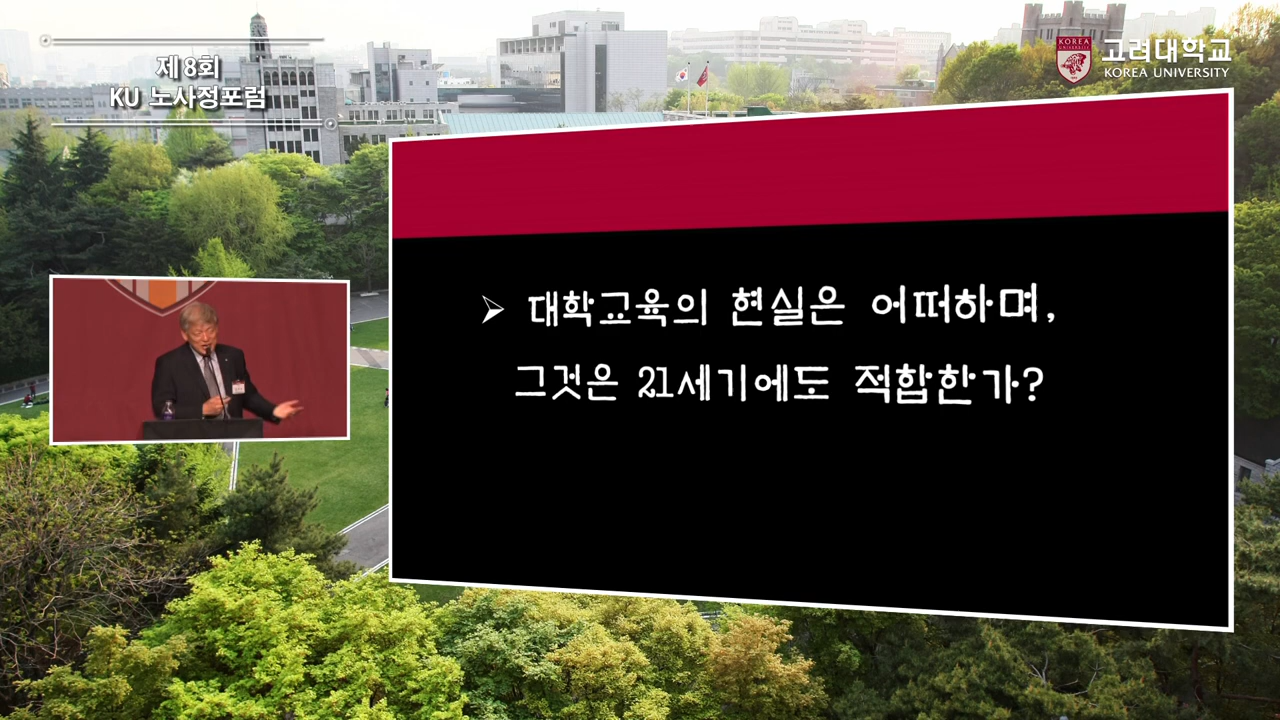 제8회
KU 노사정포럼
KOREA
UNIVERSITY
고려대학교
KOREA UNIVERSITY
➢ 대학교육의 현실은 어떠하며,
그것은 21세기에도 적합한가?